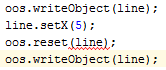 oos.writeObject(line);
line.setX(5);
oos.reset(line);
oos.writeObject(line);